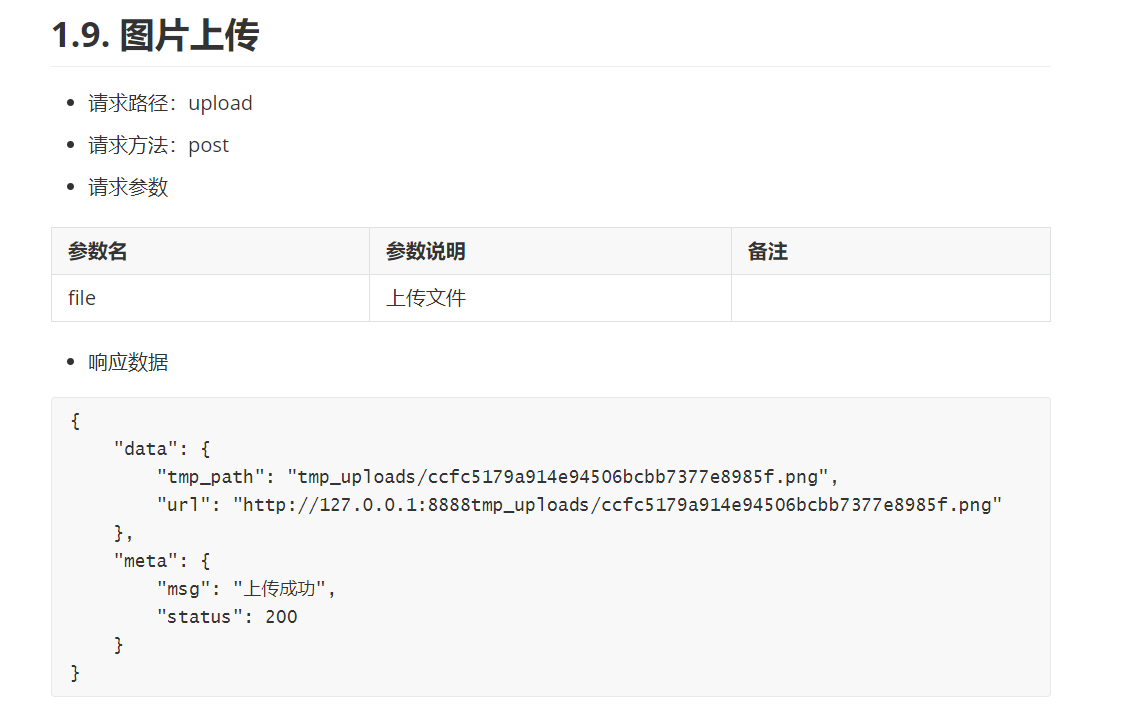 1.9. 图片上传
请求路径：upload
请求方法：post
请求参数
参数名 参数说明 备注
file 上传文件
响应数据
{
"data": {
"tmp_path": "tmp_uploads/ccfc5179a914e94506bcbb7377e8985f.png",
"url": "http://127.0.0.1:8888tmp_uploads/ccfc5179a914e94506bcbb7377e8985f.png"
},
"meta": {
"msg": "上传成功",
"status": 200
}
}